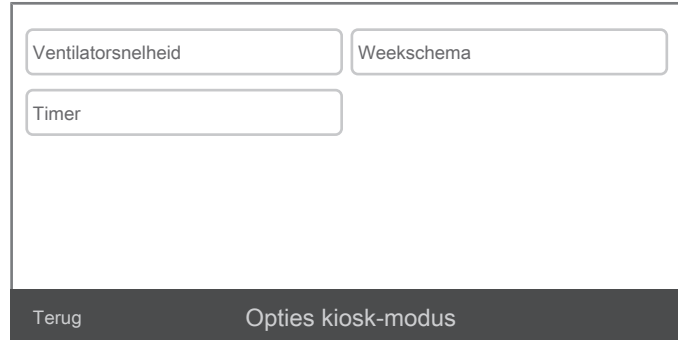 Ventilatorsnelheid
Weekschema
Timer
Terug
Opties kiosk-modus